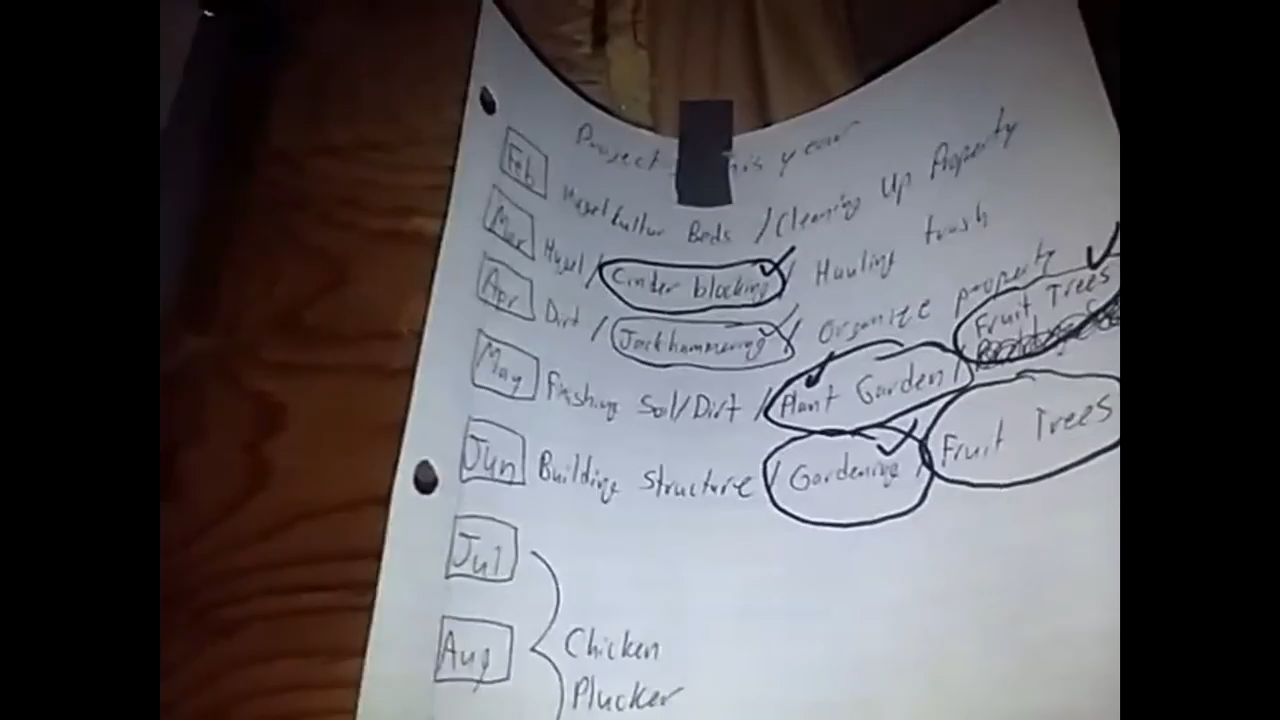 Project this year
Feb Hugelkultur Beds / Cleaning Up Property
Mar Hugel / Cinder blocking / Hauling trash
Apr Dirt / Jackhammering / Organize property
May Finishing Soil/Dirt / Plant Garden / Fruit Trees
Jun Building Structure / Gardening / Fruit Trees
Jul
Aug
Chicken
Plucker